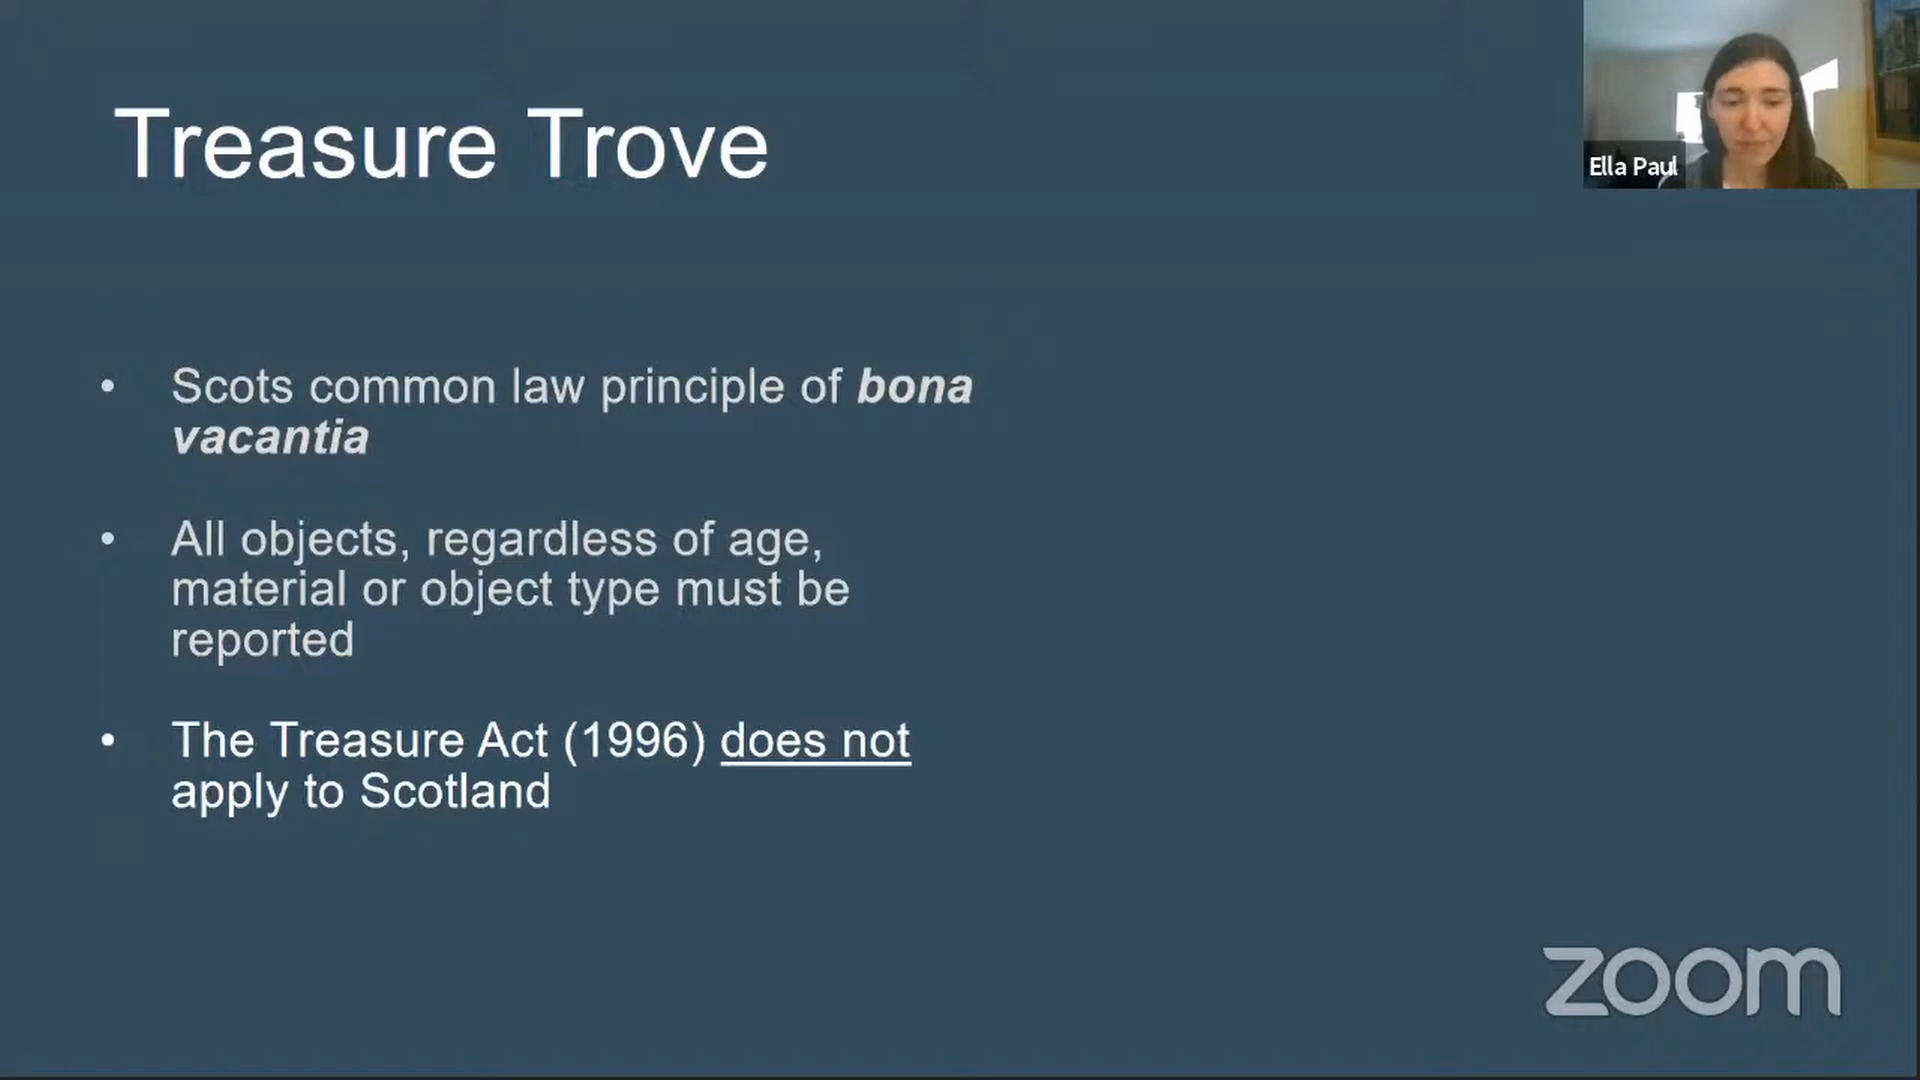 Treasure Trove
Ella Paul
• Scots common law principle of bona
vacantia
• All objects, regardless of age,
material or object type must be
reported
• The Treasure Act (1996) does not
apply to Scotland
zoom